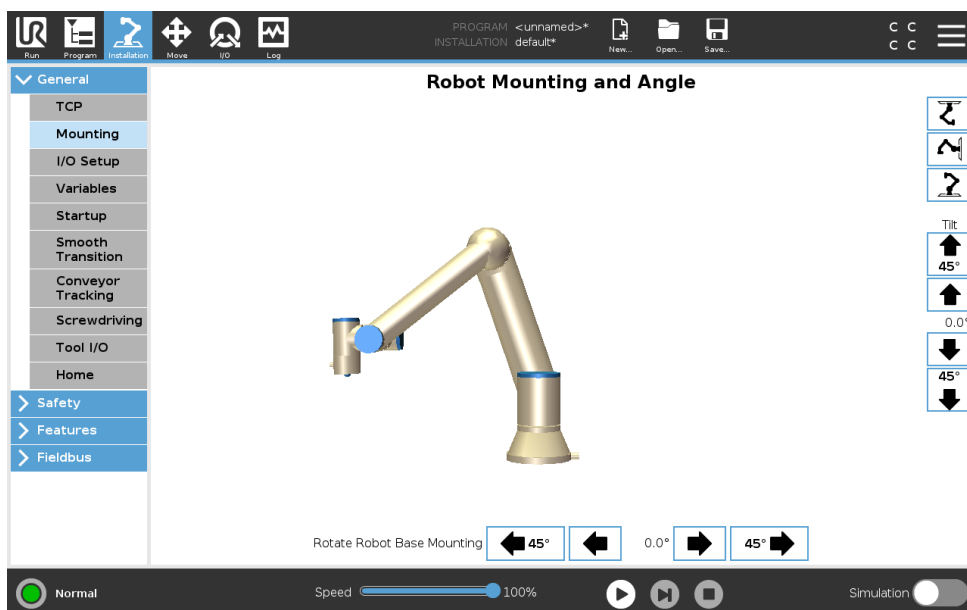 UR
Run
Program
Installation
Move
I/O
Log
PROGRAM <unnamed>*
INSTALLATION default*
New...
Open...
Save...
C C
C C
General
TCP
Mounting
I/O Setup
Variables
Startup
Smooth
Transition
Conveyor
Tracking
Screwdriving
Tool I/O
Home
Safety
Features
Fieldbus
Robot Mounting and Angle
Tilt
45°
0.0°
45°
Rotate Robot Base Mounting 45° 0.0° 45°
Normal
Speed 100%
Simulation